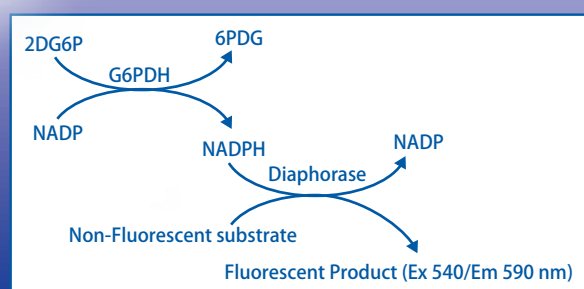 2DG6P
6PDG
G6PDH
NADP
NADPH
NADP
Diaphorase
Non-Fluorescent substrate
Fluorescent Product (Ex 540/Em 590 nm)